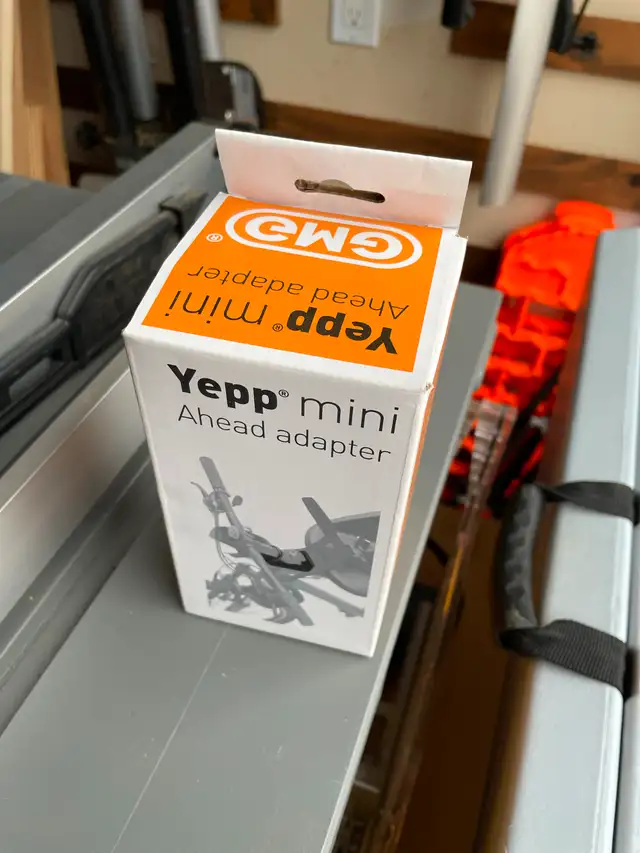 GMG®
Yepp® mini
Ahead adapter
Yepp® mini
Ahead adapter